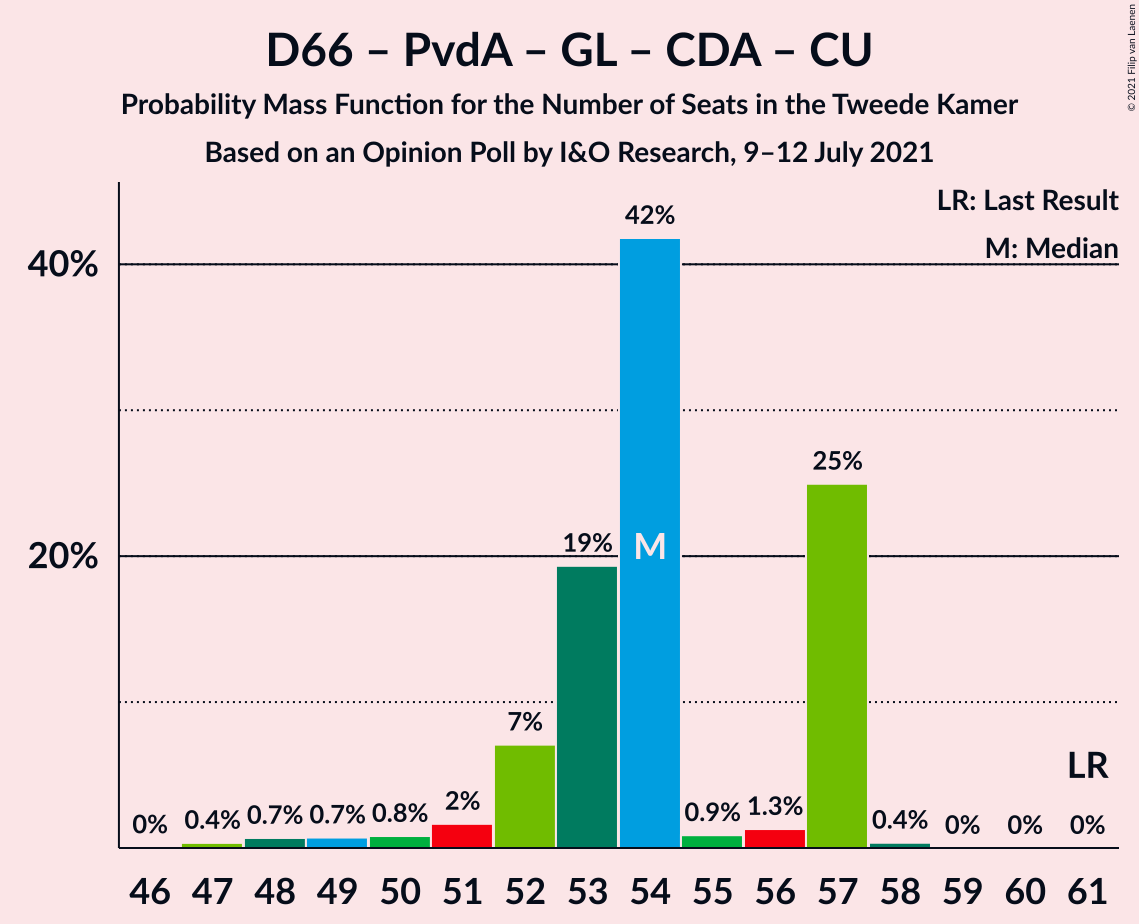 D66 – PvdA – GL – CDA – CU
Probability Mass Function for the Number of Seats in the Tweede Kamer
Based on an Opinion Poll by I&O Research, 9–12 July 2021
© 2021 Filip van Laenen
LR: Last Result
M: Median
40%
20%
0% 0.4% 0.7% 0.7% 0.8% 2% 7% 19% 42% 0.9% 1.3% 25% 0.4% 0% 0% 0%
M
LR
46 47 48 49 50 51 52 53 54 55 56 57 58 59 60 61